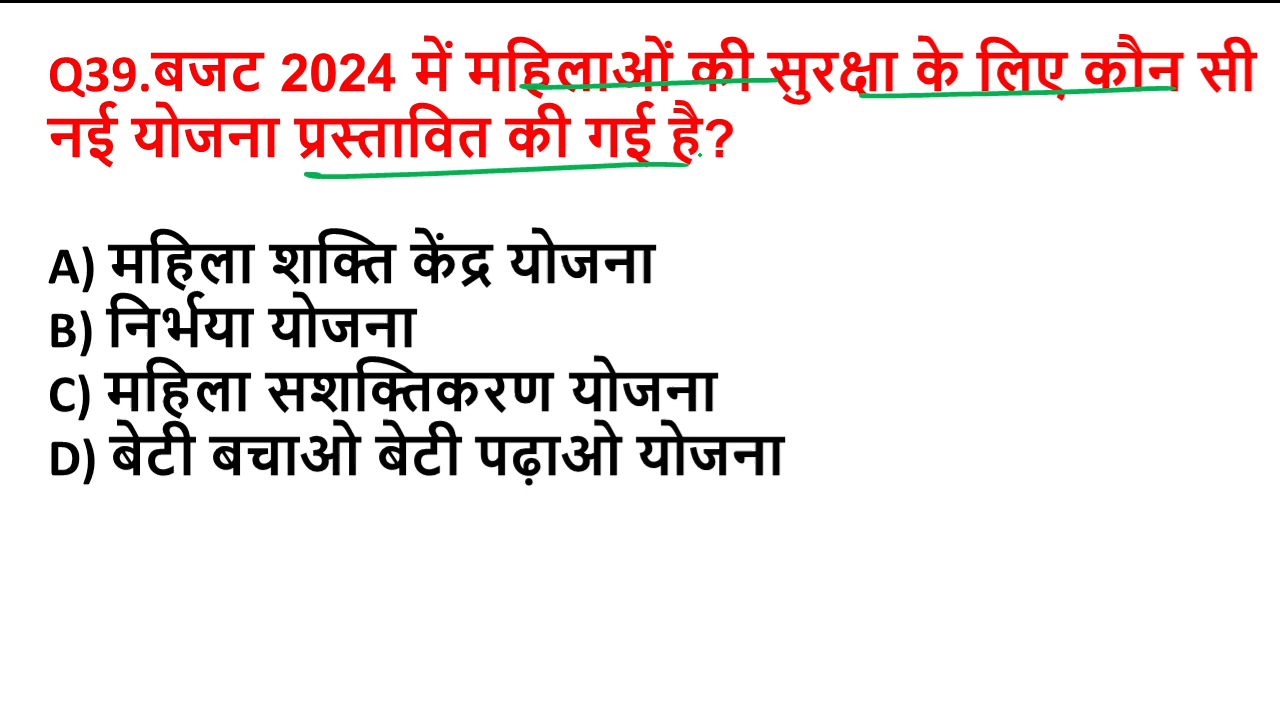 Q39.बजट 2024 में महिलाओं की सुरक्षा के लिए कौन सी
नई योजना प्रस्तावित की गई है?
A) महिला शक्ति केंद्र योजना
B) निर्भया योजना
C) महिला सशक्तिकरण योजना
D) बेटी बचाओ बेटी पढ़ाओ योजना